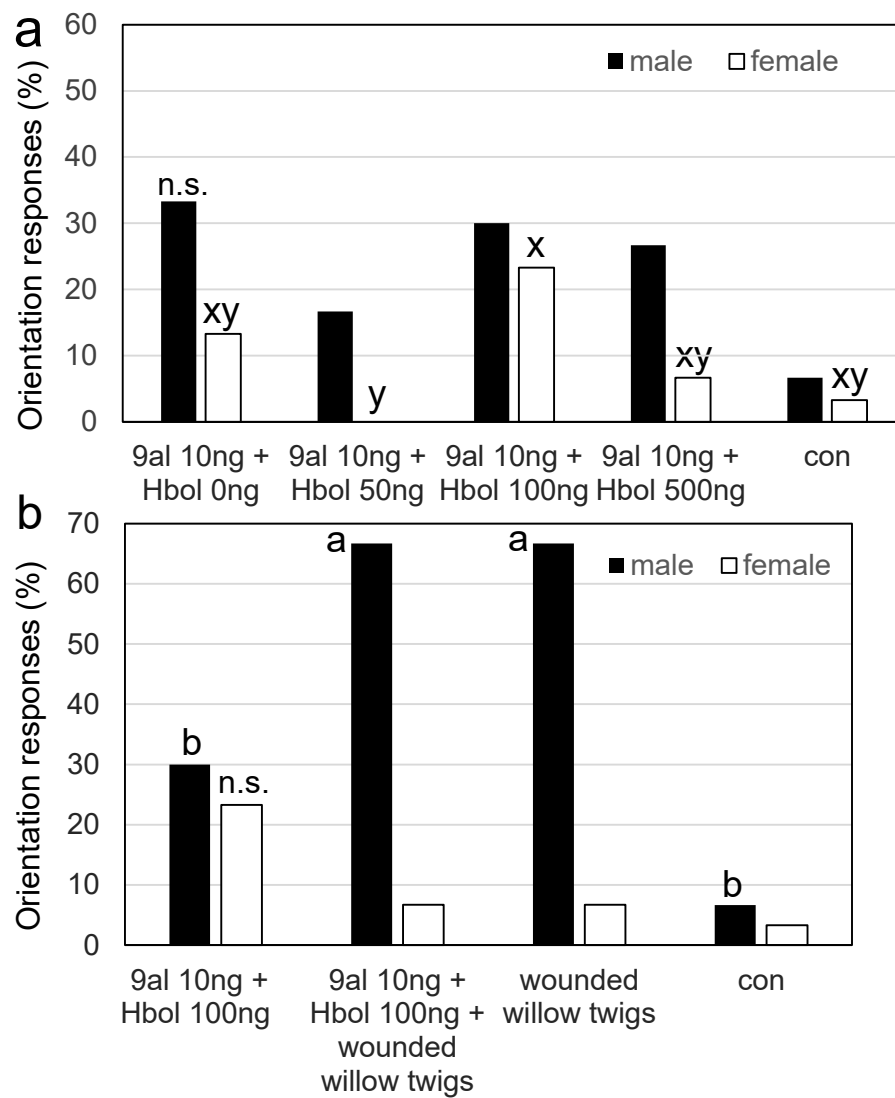 a
Orientation responses (%)
60
50
40
30
20
10
0
male female
n.s.
xy
y
x
xy
xy
9al 10ng +
Hbol 0ng
9al 10ng +
Hbol 50ng
9al 10ng +
Hbol 100ng
9al 10ng +
Hbol 500ng
con
b
Orientation responses (%)
70
60
50
40
30
20
10
0
male female
b
n.s.
a
a
b
9al 10ng +
Hbol 100ng
9al 10ng +
Hbol 100ng +
wounded
willow twigs
wounded
willow twigs
con